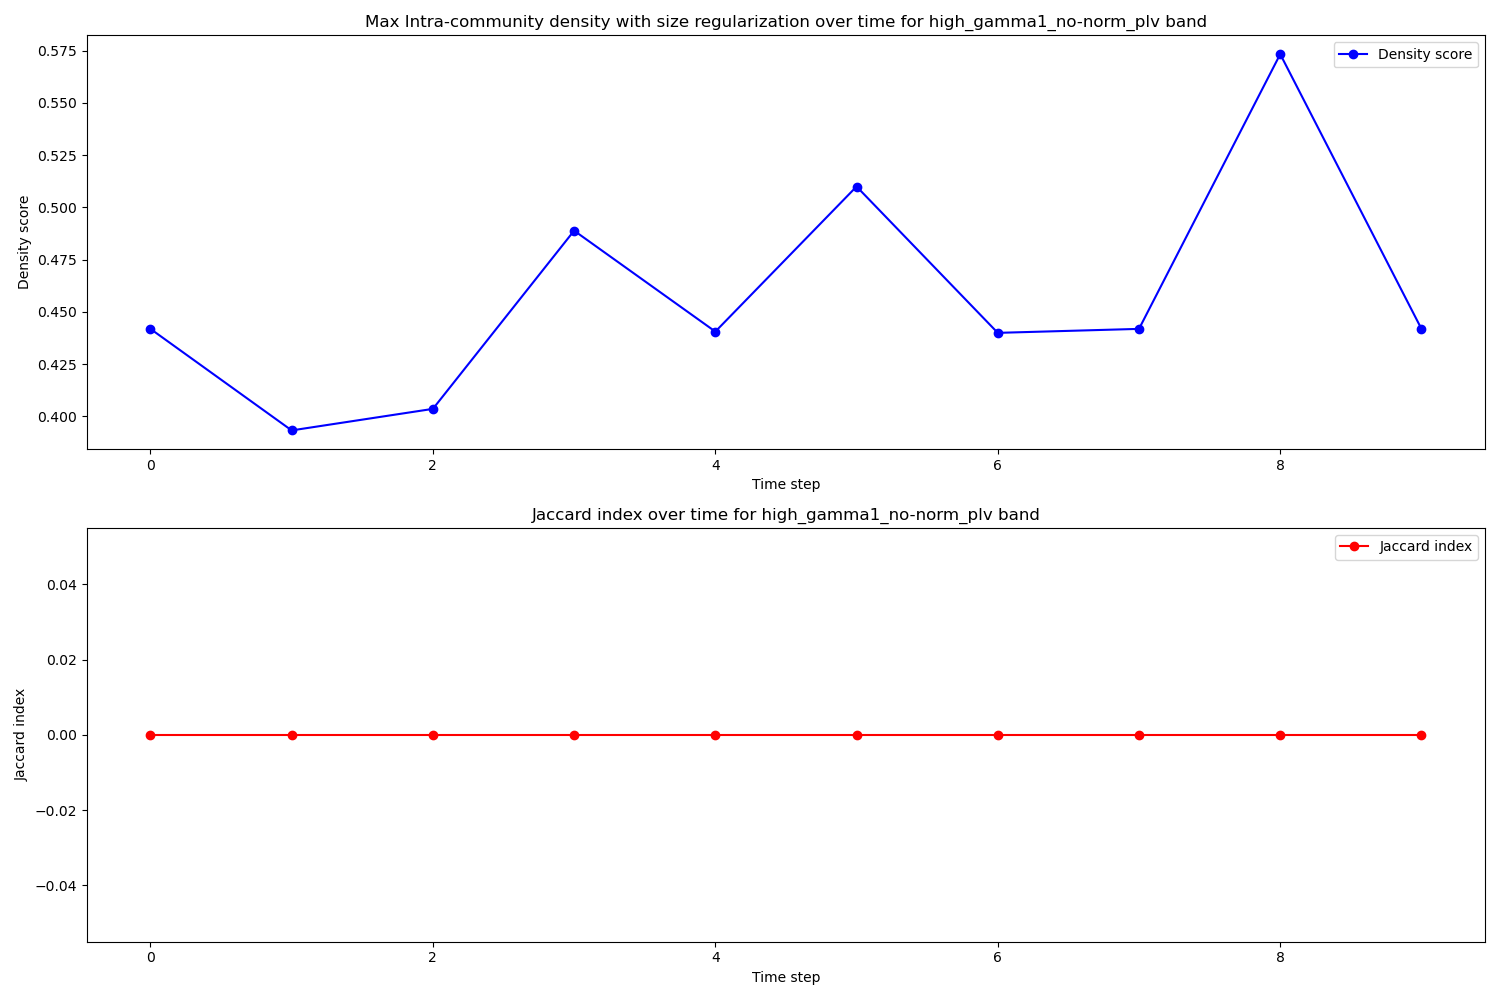 Max Intra-community density with size regularization over time for high_gamma1_no-norm_plv band
Density score
0.575
0.550
0.525
0.500
0.475
0.450
0.425
0.400
Density score
0 2 4 6 8
Time step
Jaccard index over time for high_gamma1_no-norm_plv band
Jaccard index
0.04
0.02
0.00
−0.02
−0.04
Jaccard index
0 2 4 6 8
Time step